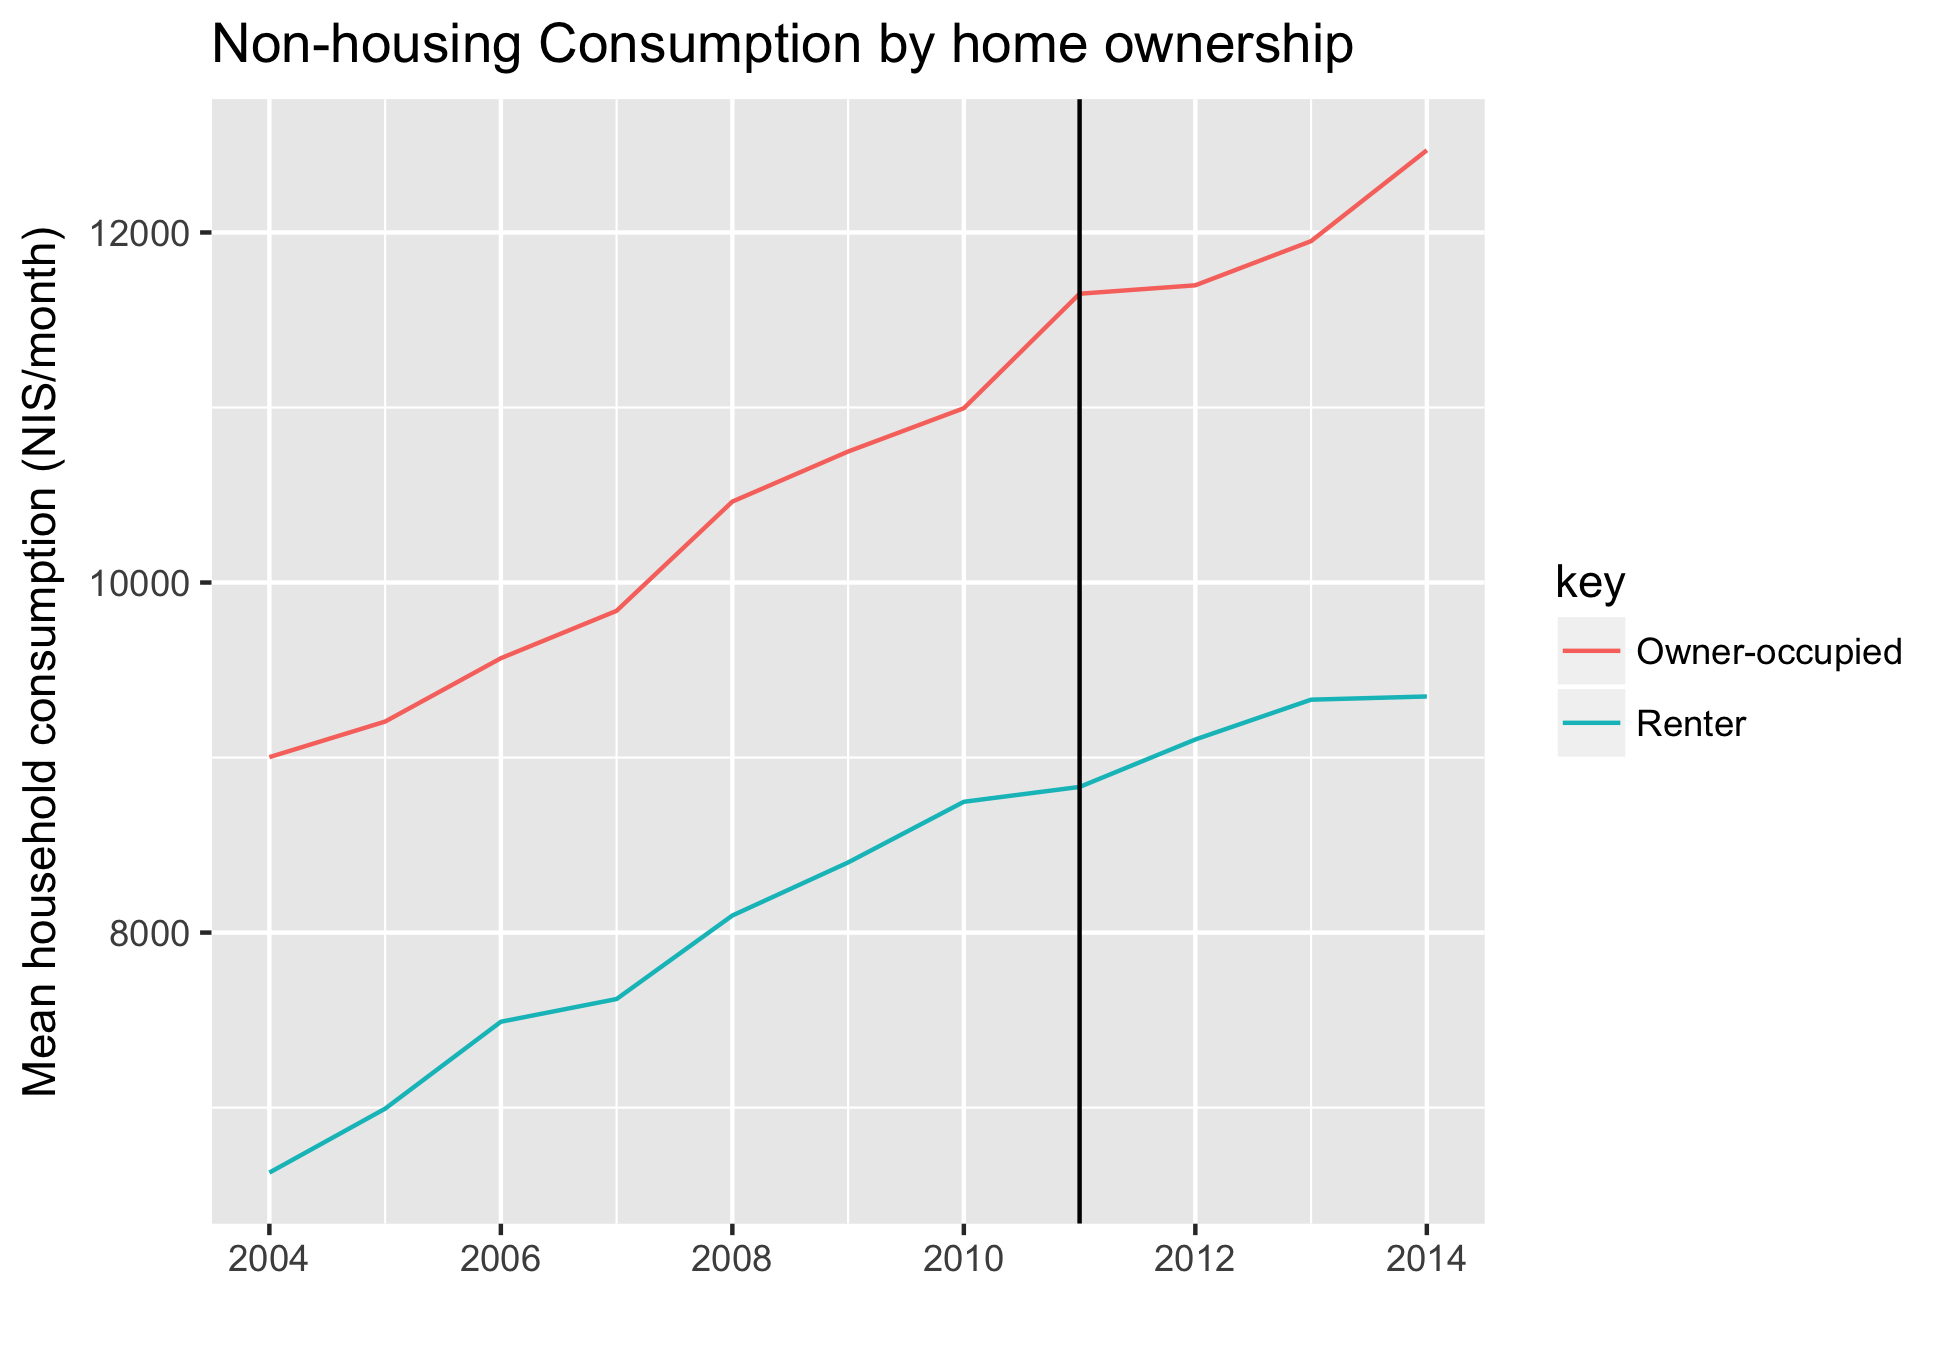 Non-housing Consumption by home ownership
Mean household consumption (NIS/month)
12000
10000
8000
2004 2006 2008 2010 2012 2014
key
Owner-occupied
Renter